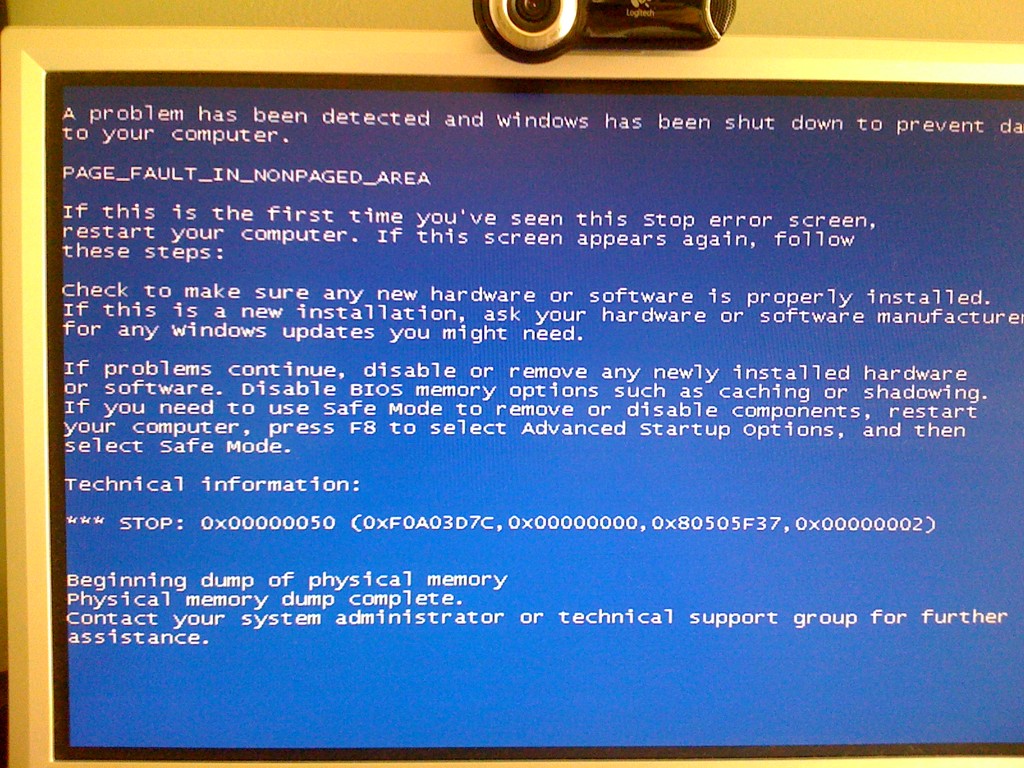 Logitech
A problem has been detected and Windows has been shut down to prevent da
to your computer.
PAGE_FAULT_IN_NONPAGED_AREA
If this is the first time you've seen this Stop error screen,
restart your computer. If this screen appears again, follow
these steps:
Check to make sure any new hardware or software is properly installed.
If this is a new installation, ask your hardware or software manufacturer
for any Windows updates you might need.
If problems continue, disable or remove any newly installed hardware
or software. Disable BIOS memory options such as caching or shadowing.
If you need to use Safe Mode to remove or disable components, restart
your computer, press F8 to select Advanced Startup Options, and then
select Safe Mode.
Technical information:
*** STOP: 0x00000050 (0xF0A03D7C,0x00000000,0x80505F37,0x00000002)
Beginning dump of physical memory
Physical memory dump complete.
Contact your system administrator or technical support group for further
assistance.